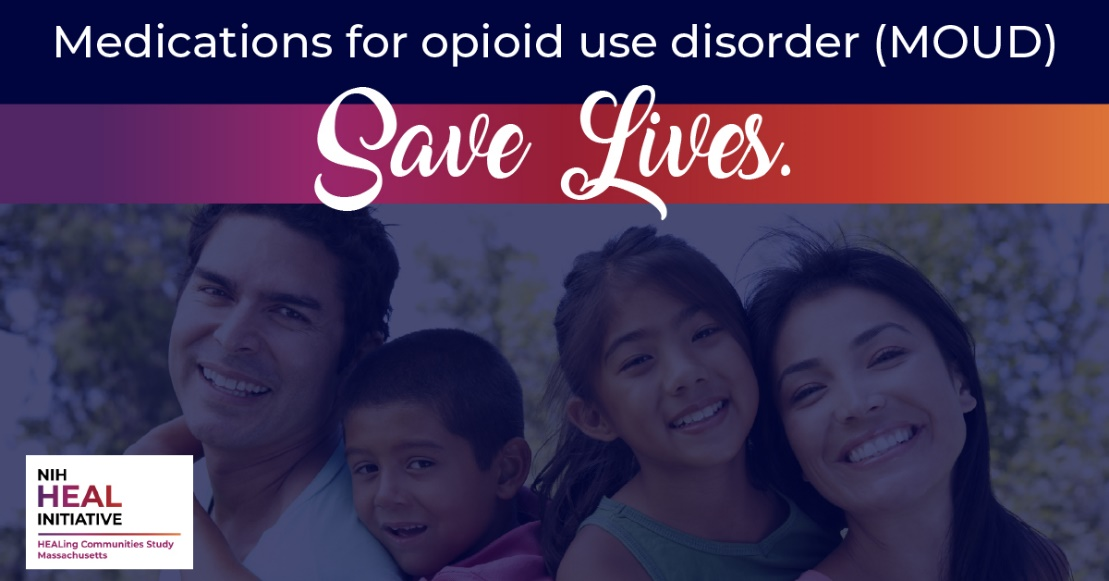 Medications for opioid use disorder (MOUD)
Save Lives.
NIH
HEAL
INITIATIVE
HEALing Communities Study
Massachusetts